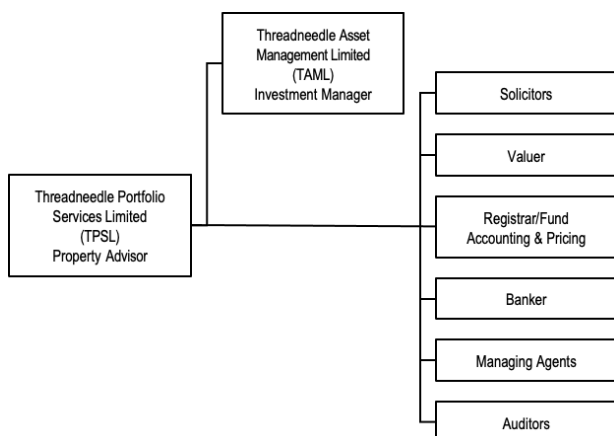 Threadneedle Asset
Management Limited
(TAML)
Investment Manager
Threadneedle Portfolio
Services Limited
(TPSL)
Property Advisor
Solicitors
Valuer
Registrar/Fund
Accounting & Pricing
Banker
Managing Agents
Auditors